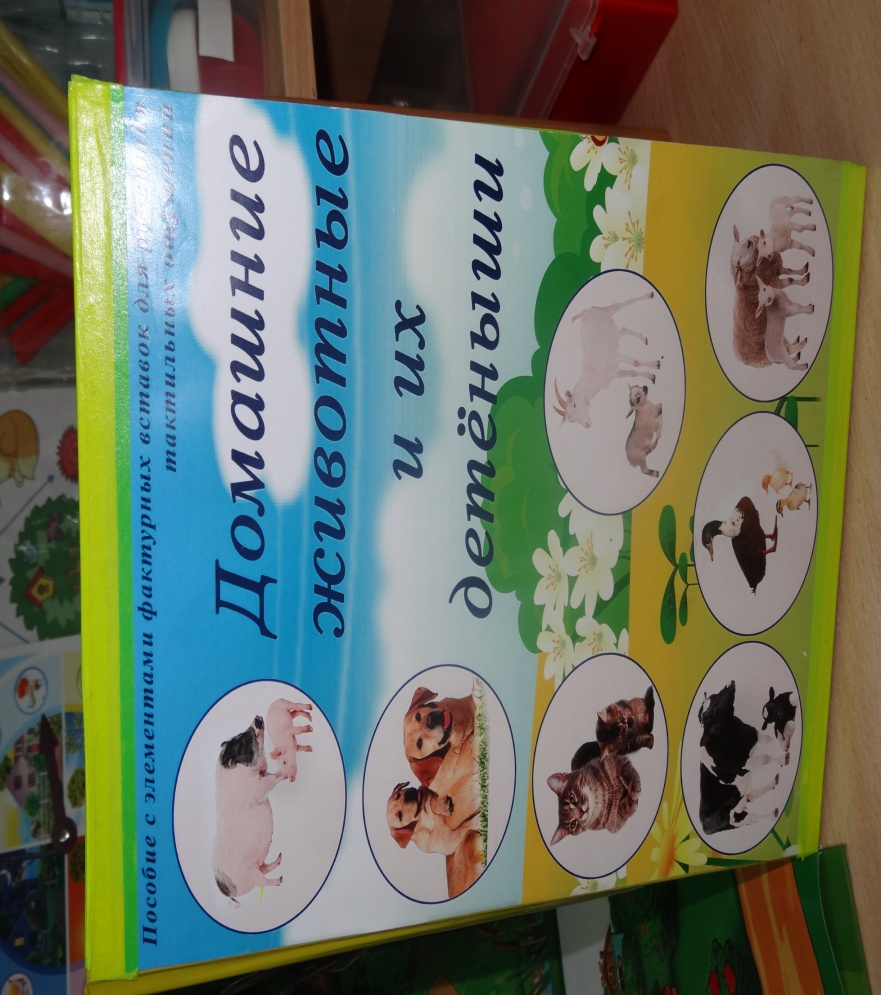 Пособие с элементами фактурных вставок для развития
тактильных ощущений
Домашние
животные
и их
детёныши